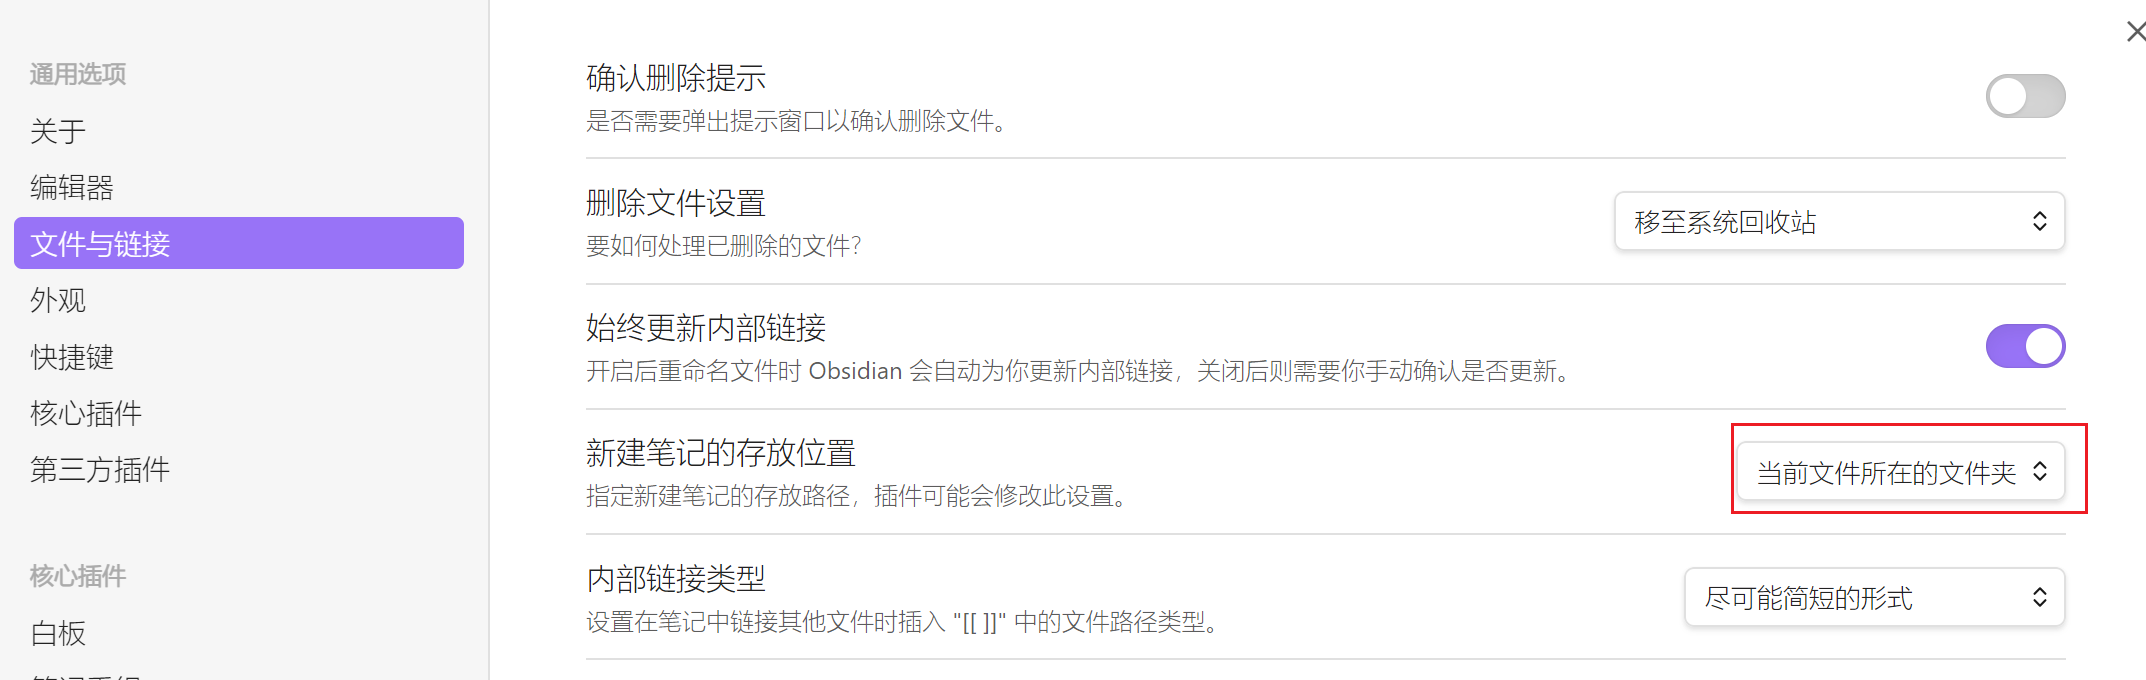 通用选项
关于
编辑器
文件与链接
外观
快捷键
核心插件
第三方插件
核心插件
白板
确认删除提示
是否需要弹出提示窗口以确认删除文件。
删除文件设置
要如何处理已删除的文件?
移至系统回收站
始终更新内部链接
开启后重命名文件时 Obsidian 会自动为你更新内部链接，关闭后则需要你手动确认是否更新。
新建笔记的存放位置
指定新建笔记的存放路径，插件可能会修改此设置。
当前文件所在的文件夹
内部链接类型
设置在笔记中链接其他文件时插入 "[[ ]]" 中的文件路径类型。
尽可能简短的形式